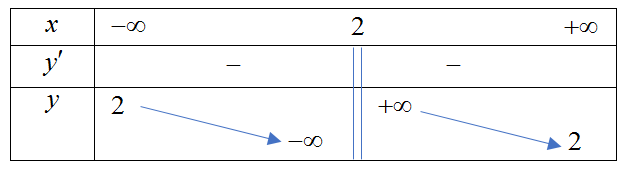 x −∞ 2 +∞
y′ − −
y 2 +∞
−∞ 2